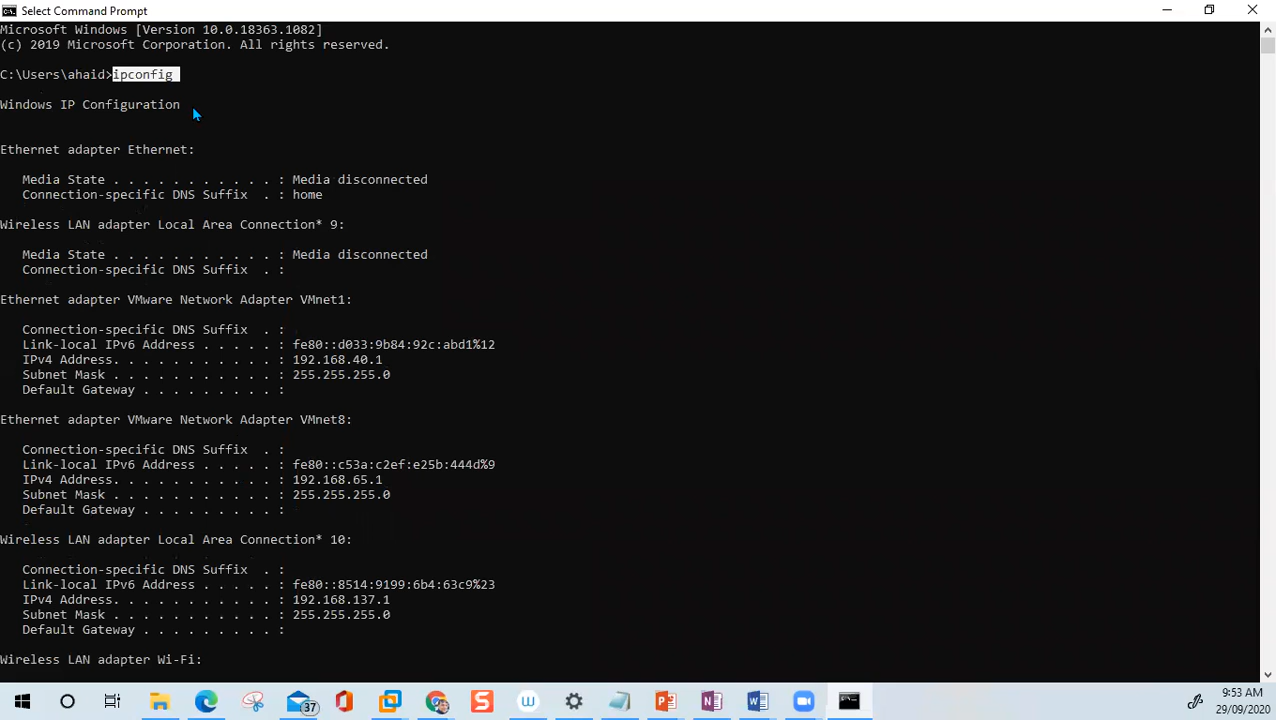 Select Command Prompt
Microsoft Windows [Version 10.0.18363.1082]
(c) 2019 Microsoft Corporation. All rights reserved.
C:\Users\ahaid>ipconfig
Windows IP Configuration
Ethernet adapter Ethernet:
Media State . . . . . . . . . . . : Media disconnected
Connection-specific DNS Suffix  . : home
Wireless LAN adapter Local Area Connection* 9:
Media State . . . . . . . . . . . : Media disconnected
Connection-specific DNS Suffix  . :
Ethernet adapter VMware Network Adapter VMnet1:
Connection-specific DNS Suffix  . :
Link-local IPv6 Address . . . . . : fe80::d033:9b84:92c:abd1%12
IPv4 Address. . . . . . . . . . . : 192.168.40.1
Subnet Mask . . . . . . . . . . . : 255.255.255.0
Default Gateway . . . . . . . . . :
Ethernet adapter VMware Network Adapter VMnet8:
Connection-specific DNS Suffix  . :
Link-local IPv6 Address . . . . . : fe80::c53a:c2ef:e25b:444d%9
IPv4 Address. . . . . . . . . . . : 192.168.65.1
Subnet Mask . . . . . . . . . . . : 255.255.255.0
Default Gateway . . . . . . . . . :
Wireless LAN adapter Local Area Connection* 10:
Connection-specific DNS Suffix  . :
Link-local IPv6 Address . . . . . : fe80::8514:9199:6b4:63c9%23
IPv4 Address. . . . . . . . . . . : 192.168.137.1
Subnet Mask . . . . . . . . . . . : 255.255.255.0
Default Gateway . . . . . . . . . :
Wireless LAN adapter Wi-Fi:
37
S
W
P
N
W
9:53 AM
29/09/2020